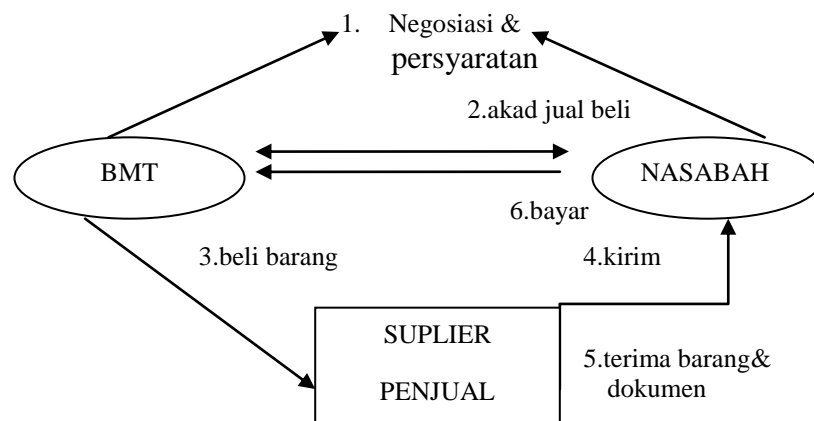 1. Negosiasi &
persyaratan
2.akad jual beli
BMT
NASABAH
6.bayar
3.beli barang
4.kirim
SUPLIER
PENJUAL
5.terima barang&
dokumen